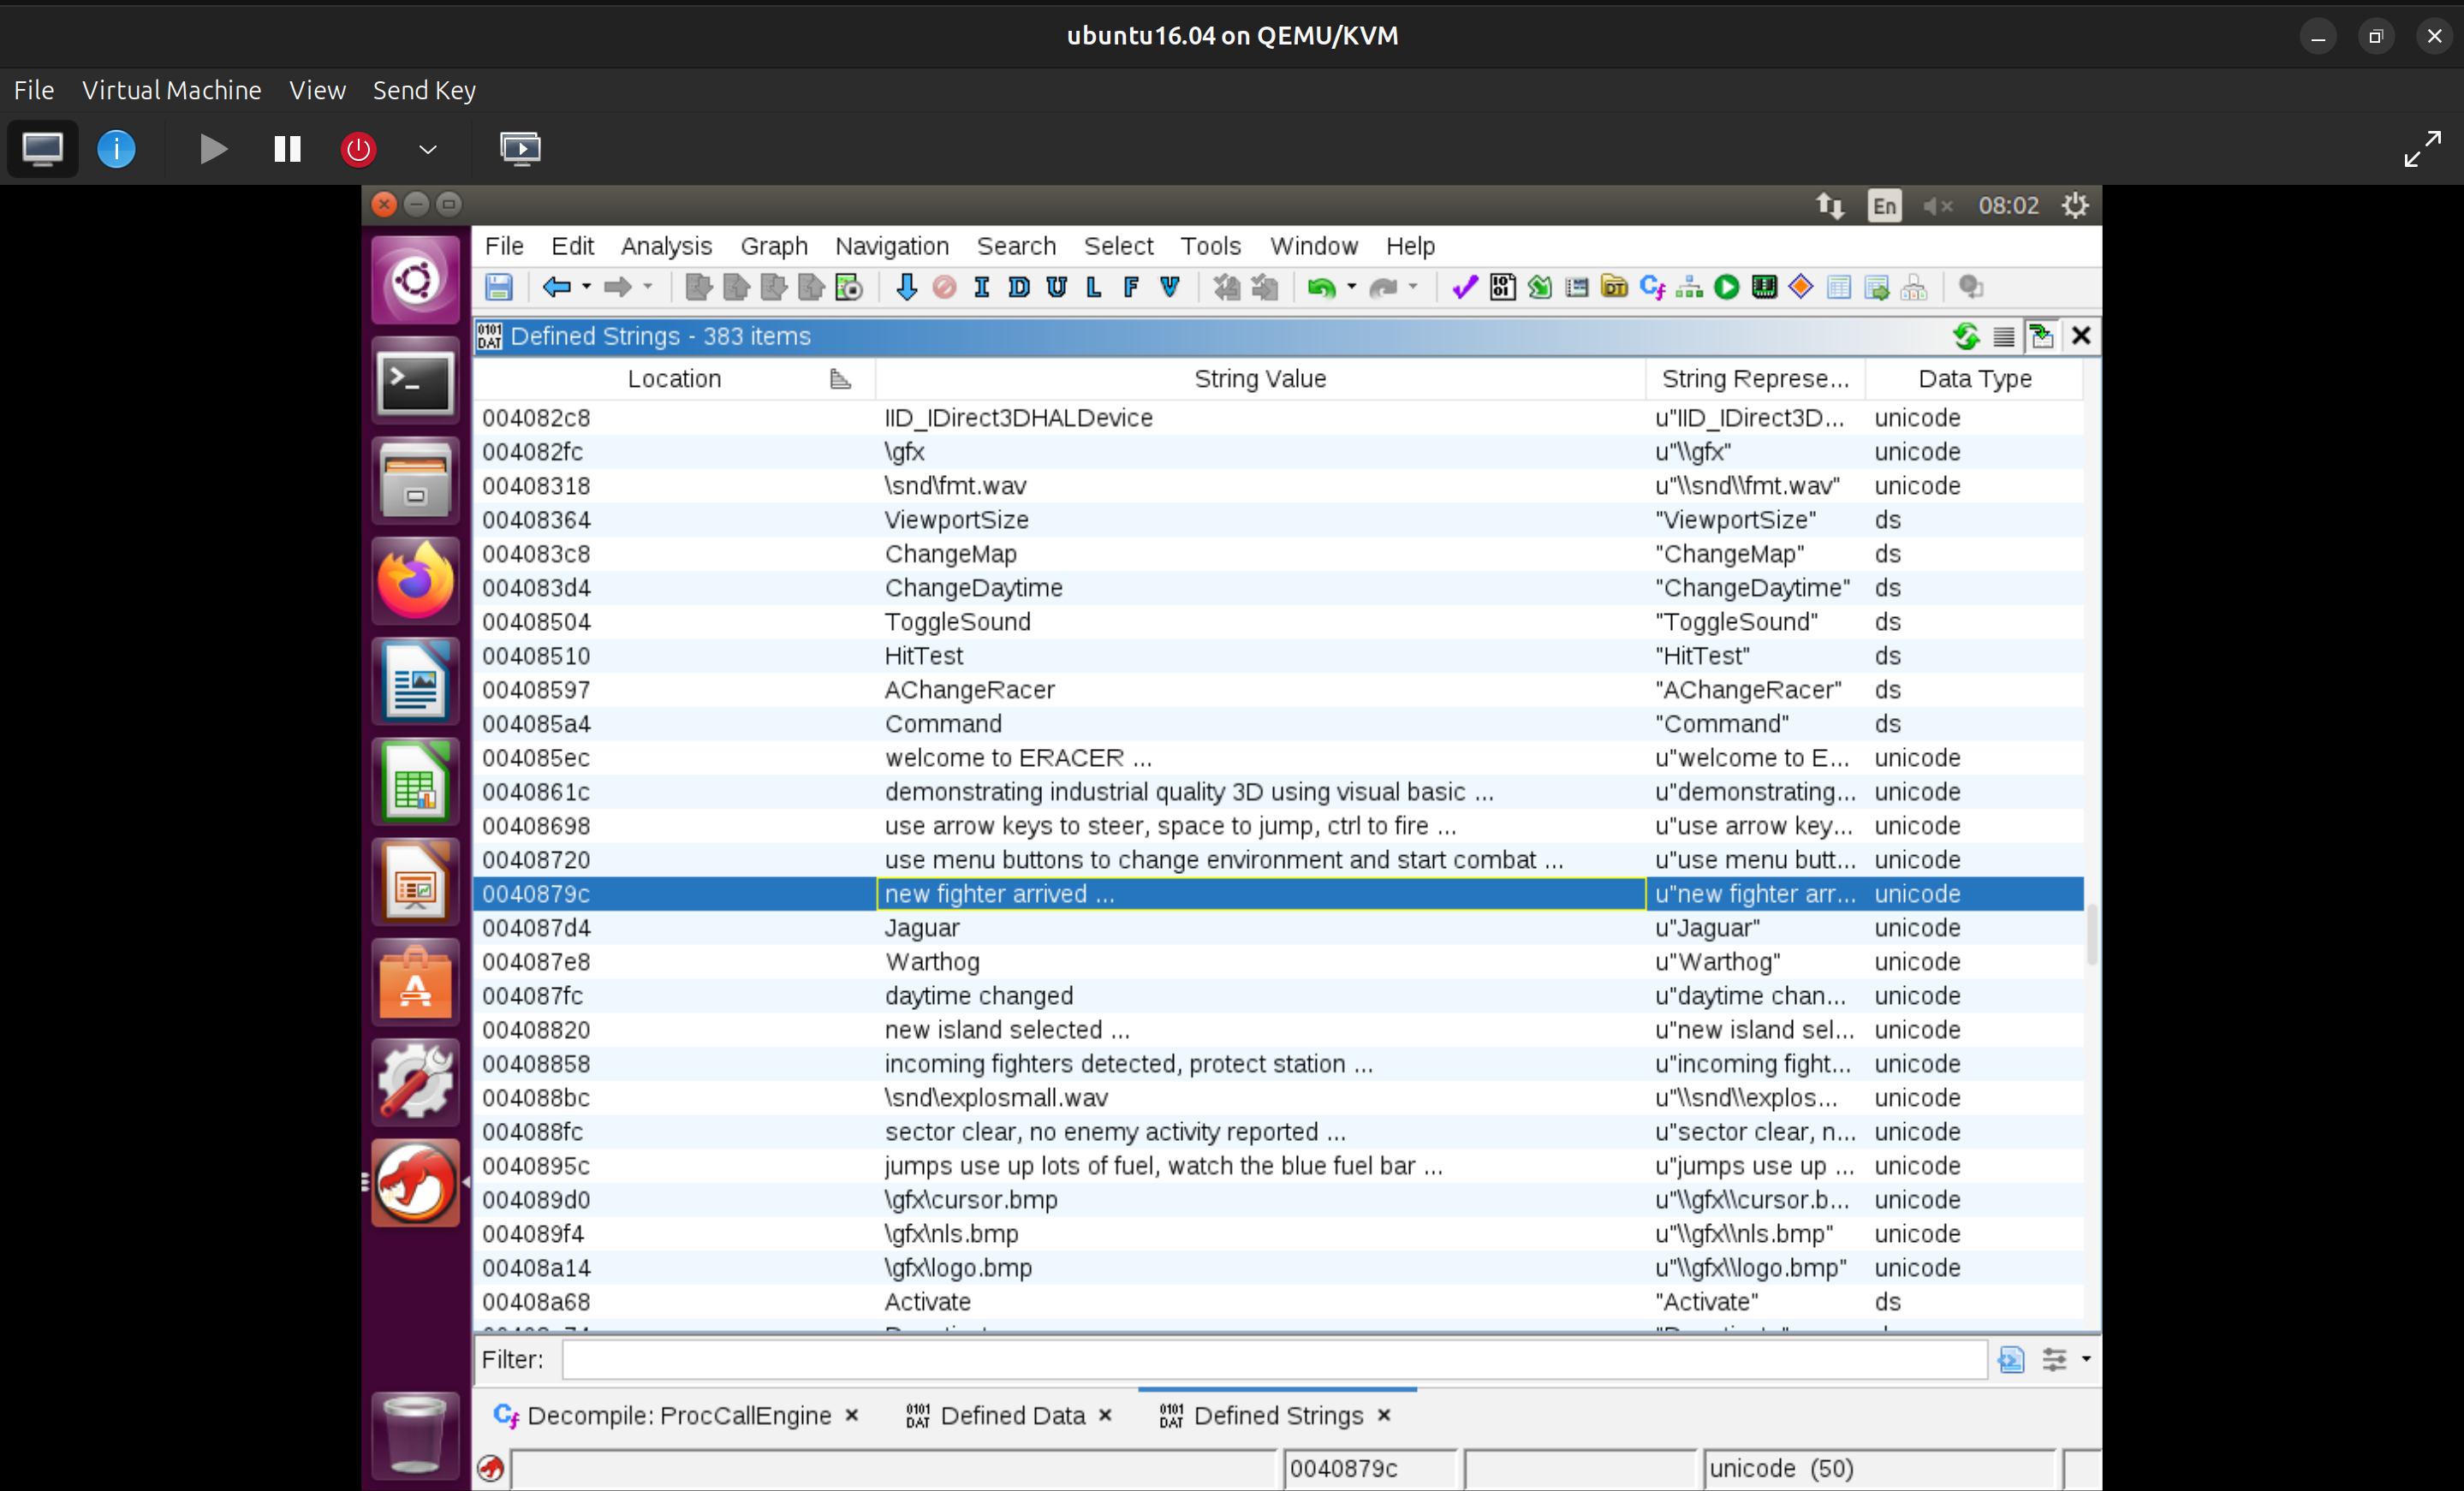 ubuntu16.04 on QEMU/KVM
File Virtual Machine View Send Key
En 08:02
File Edit Analysis Graph Navigation Search Select Tools Window Help
I D U L F V
Defined Strings - 383 items
Location String Value String Represe... Data Type
004082c8 IID_IDirect3DHALDevice u"IID_IDirect3D... unicode
004082fc \gfx u"\\gfx" unicode
00408318 \snd\fmt.wav u"\\snd\\fmt.wav" unicode
00408364 ViewportSize "ViewportSize" ds
004083c8 ChangeMap "ChangeMap" ds
004083d4 ChangeDaytime "ChangeDaytime" ds
00408504 ToggleSound "ToggleSound" ds
00408510 HitTest "HitTest" ds
00408597 AChangeRacer "AChangeRacer" ds
004085a4 Command "Command" ds
004085ec welcome to ERACER ... u"welcome to E... unicode
0040861c demonstrating industrial quality 3D using visual basic ... u"demonstrating... unicode
00408698 use arrow keys to steer, space to jump, ctrl to fire ... u"use arrow key... unicode
00408720 use menu buttons to change environment and start combat ... u"use menu butt... unicode
0040879c new fighter arrived ... u"new fighter arr... unicode
004087d4 Jaguar u"Jaguar" unicode
004087e8 Warthog u"Warthog" unicode
004087fc daytime changed u"daytime chan... unicode
00408820 new island selected ... u"new island sel... unicode
00408858 incoming fighters detected, protect station ... u"incoming fight... unicode
004088bc \snd\explosmall.wav u"\\snd\\explos... unicode
004088fc sector clear, no enemy activity reported ... u"sector clear, n... unicode
0040895c jumps use up lots of fuel, watch the blue fuel bar ... u"jumps use up ... unicode
004089d0 \gfx\cursor.bmp u"\\gfx\\cursor.b... unicode
004089f4 \gfx\nls.bmp u"\\gfx\\nls.bmp" unicode
00408a14 \gfx\logo.bmp u"\\gfx\\logo.bmp" unicode
00408a68 Activate "Activate" ds
Filter:
Decompile: ProcCallEngine Defined Data Defined Strings
0040879c unicode (50)